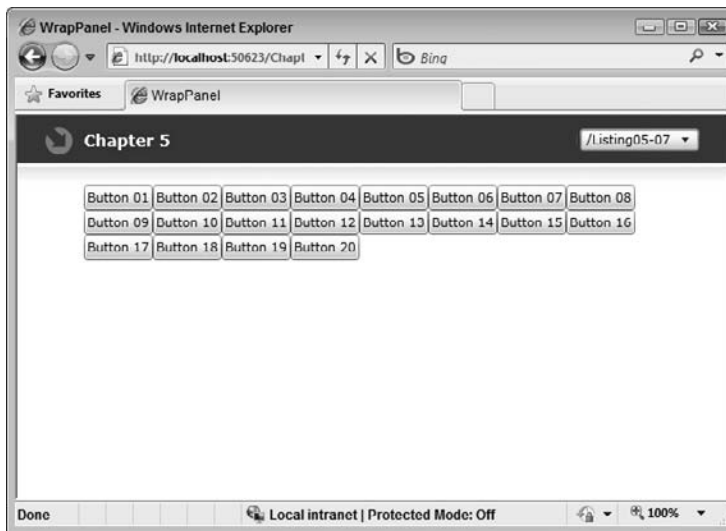 WrapPanel - Windows Internet Explorer
http://localhost:50623/Chapt
Bing
Favorites
WrapPanel
Chapter 5
/Listing05-07
Button 01 Button 02 Button 03 Button 04 Button 05 Button 06 Button 07 Button 08
Button 09 Button 10 Button 11 Button 12 Button 13 Button 14 Button 15 Button 16
Button 17 Button 18 Button 19 Button 20
Done
Local intranet | Protected Mode: Off
100%